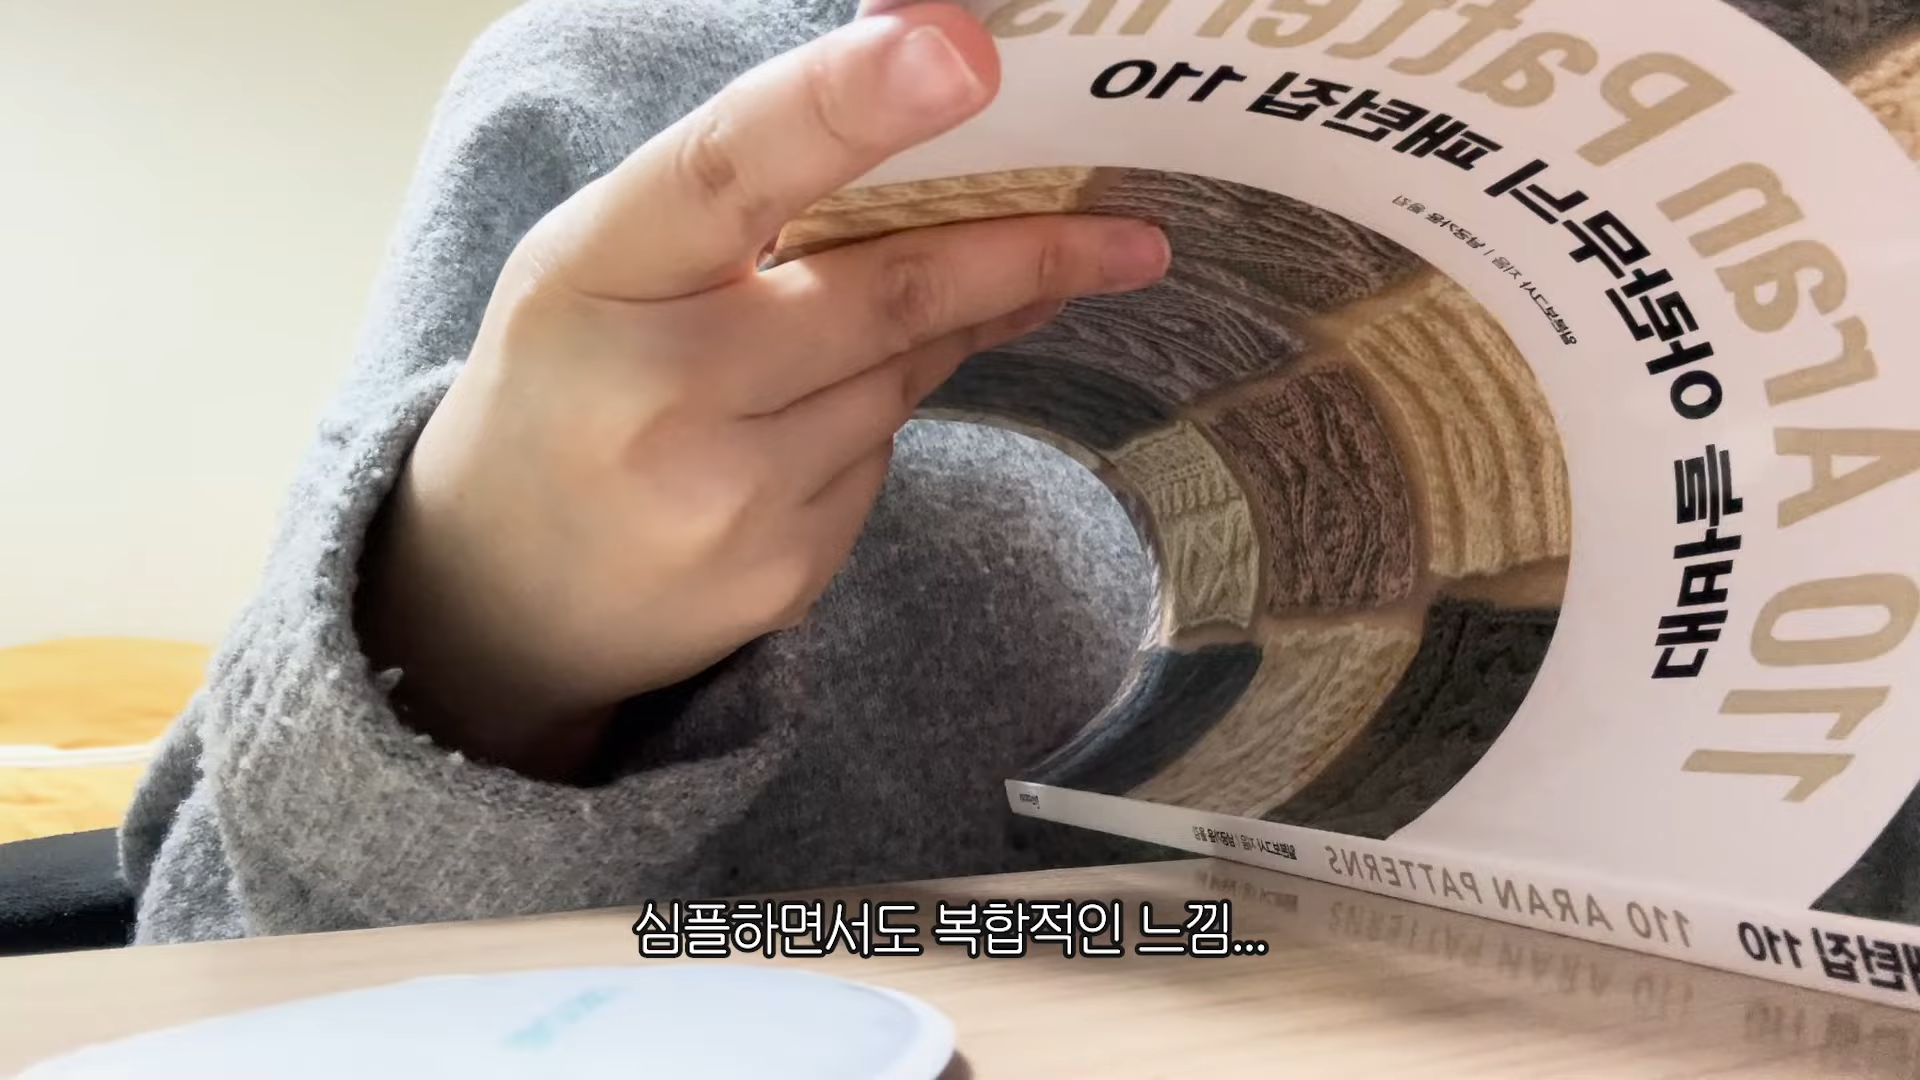 110 Aran Patterns
대바늘 아란무늬 패턴집 110
110 ARAN PATTERNS
패턴집 110
심플하면서도 복합적인 느낌...